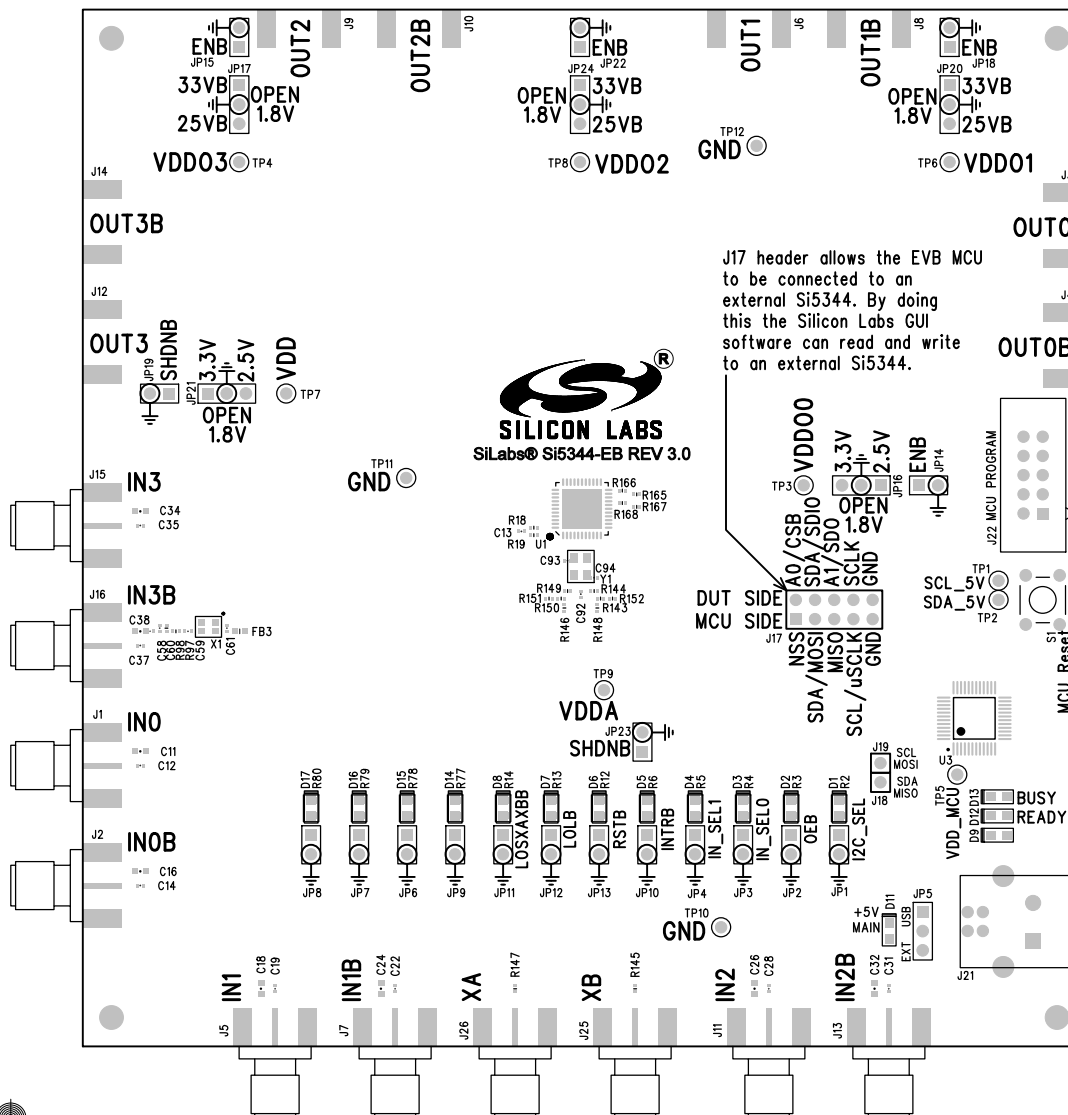 OUT2
J9
J10
OUT2B
OUT1
J6
OUT1B
J8
ENB
JP15
ENB
JP22
ENB
JP18
JP17
33VB
OPEN
1.8V
25VB
JP24
33VB
OPEN
1.8V
25VB
JP20
33VB
OPEN
1.8V
25VB
VDDO3
TP4
TP8
VDDO2
TP12
GND
TP6
VDDO1
J14
OUT3B
J12
OUT3
OUT0
OUT0B
J17 header allows the EVB MCU
to be connected to an
external Si5344. By doing
this the Silicon Labs GUI
software can read and write
to an external Si5344.
JP19
SHDNB
JP21
3.3V
2.5V
OPEN
1.8V
VDD
TP7
®
SILICON LABS
SiLabs® Si5344-EB REV 3.0
TP11
GND
TP3
VDDO0
3.3V
2.5V
JP16
OPEN
1.8V
ENB
JP14
J22 MCU PROGRAM
J15
IN3
C34
C35
R166
R165
R167
R168
R18
C13
R19
U1
C93
C94
Y1
R149
R151
R150
R144
R152
R143
C92
R146
R148
A0/CSB
SDA/SDIO
A1/SDO
SCLK
GND
DUT SIDE
MCU SIDE
J17
NSS
SDA/MOSI
MISO
SCL/uSCLK
GND
TP1
SCL_5V
SDA_5V
TP2
S1
MCU Reset
J16
IN3B
C38
C37
C58
C60
R98
R97
C59
X1
C61
FB3
TP9
VDDA
JP23
SHDNB
J1
IN0
C11
C12
J19
SCL
MOSI
SDA
MISO
J18
U3
TP5
VDD_MCU
D13
BUSY
D12
READY
D9
J2
IN0B
C16
C14
D17
R80
JP8
D16
R79
JP7
D15
R78
JP6
D14
R77
JP9
D8
R14
LOSXAXBB
JP11
D7
R13
LOLB
JP12
D6
R12
RSTB
JP13
D5
R6
INTRB
JP10
D4
R5
IN_SEL1
JP4
D3
R4
IN_SEL0
JP3
D2
R3
OEB
JP2
D1
R2
I2C_SEL
JP1
TP10
GND
+5V
MAIN
D11
JP5
USB
EXT
J21
IN1
C18
C19
J5
IN1B
C24
C22
J7
XA
R147
J26
XB
R145
J25
IN2
C26
C28
J11
IN2B
C32
C31
J13